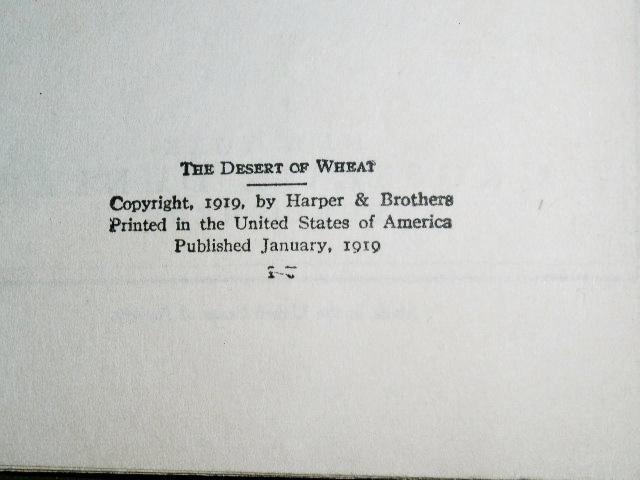 THE DESERT OF WHEAT
Copyright, 1919, by Harper & Brothers
Printed in the United States of America
Published January, 1919